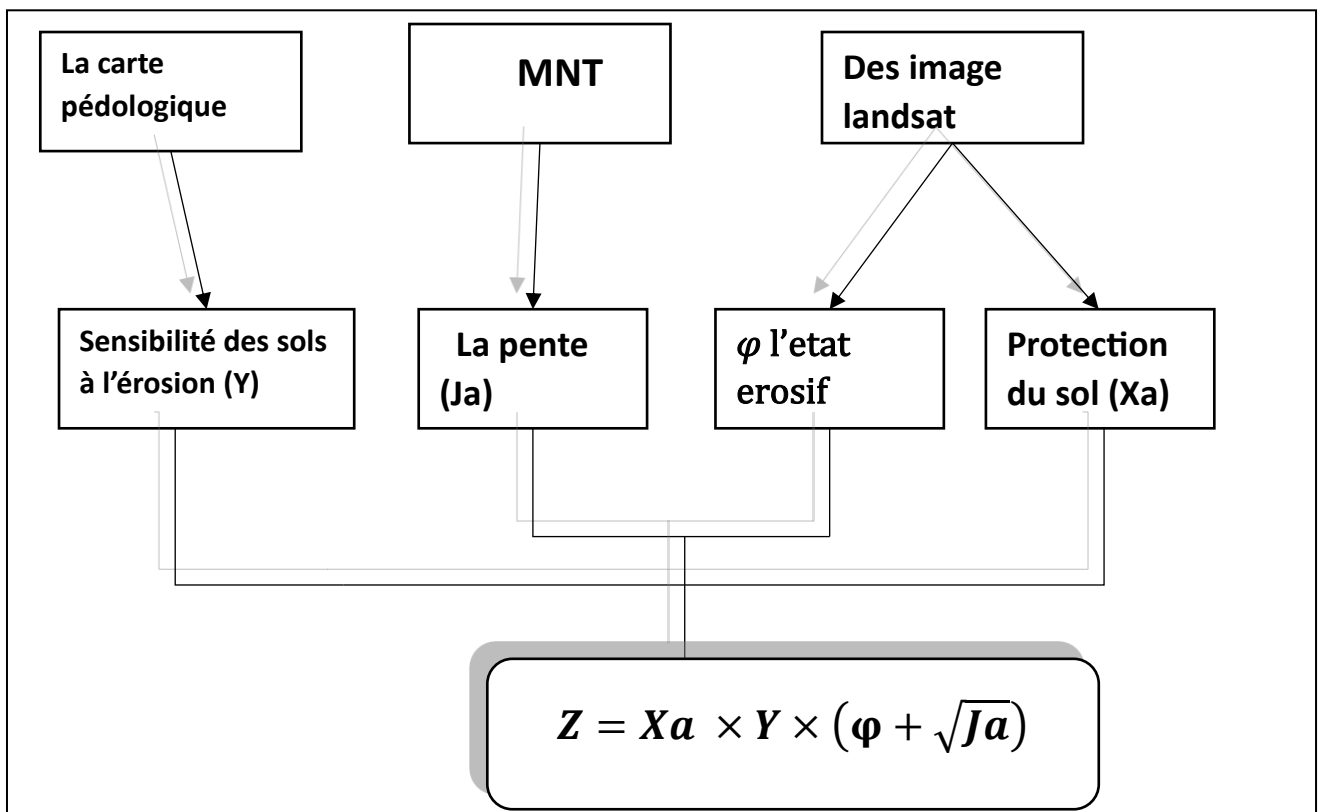 La carte
pédologique
MNT
Des image
landsat
Sensibilité des sols
à l’érosion (Y)
La pente
(Ja)
φ l’etat
erosif
Protection
du sol (Xa)
Z = Xa × Y × (φ + √Ja)